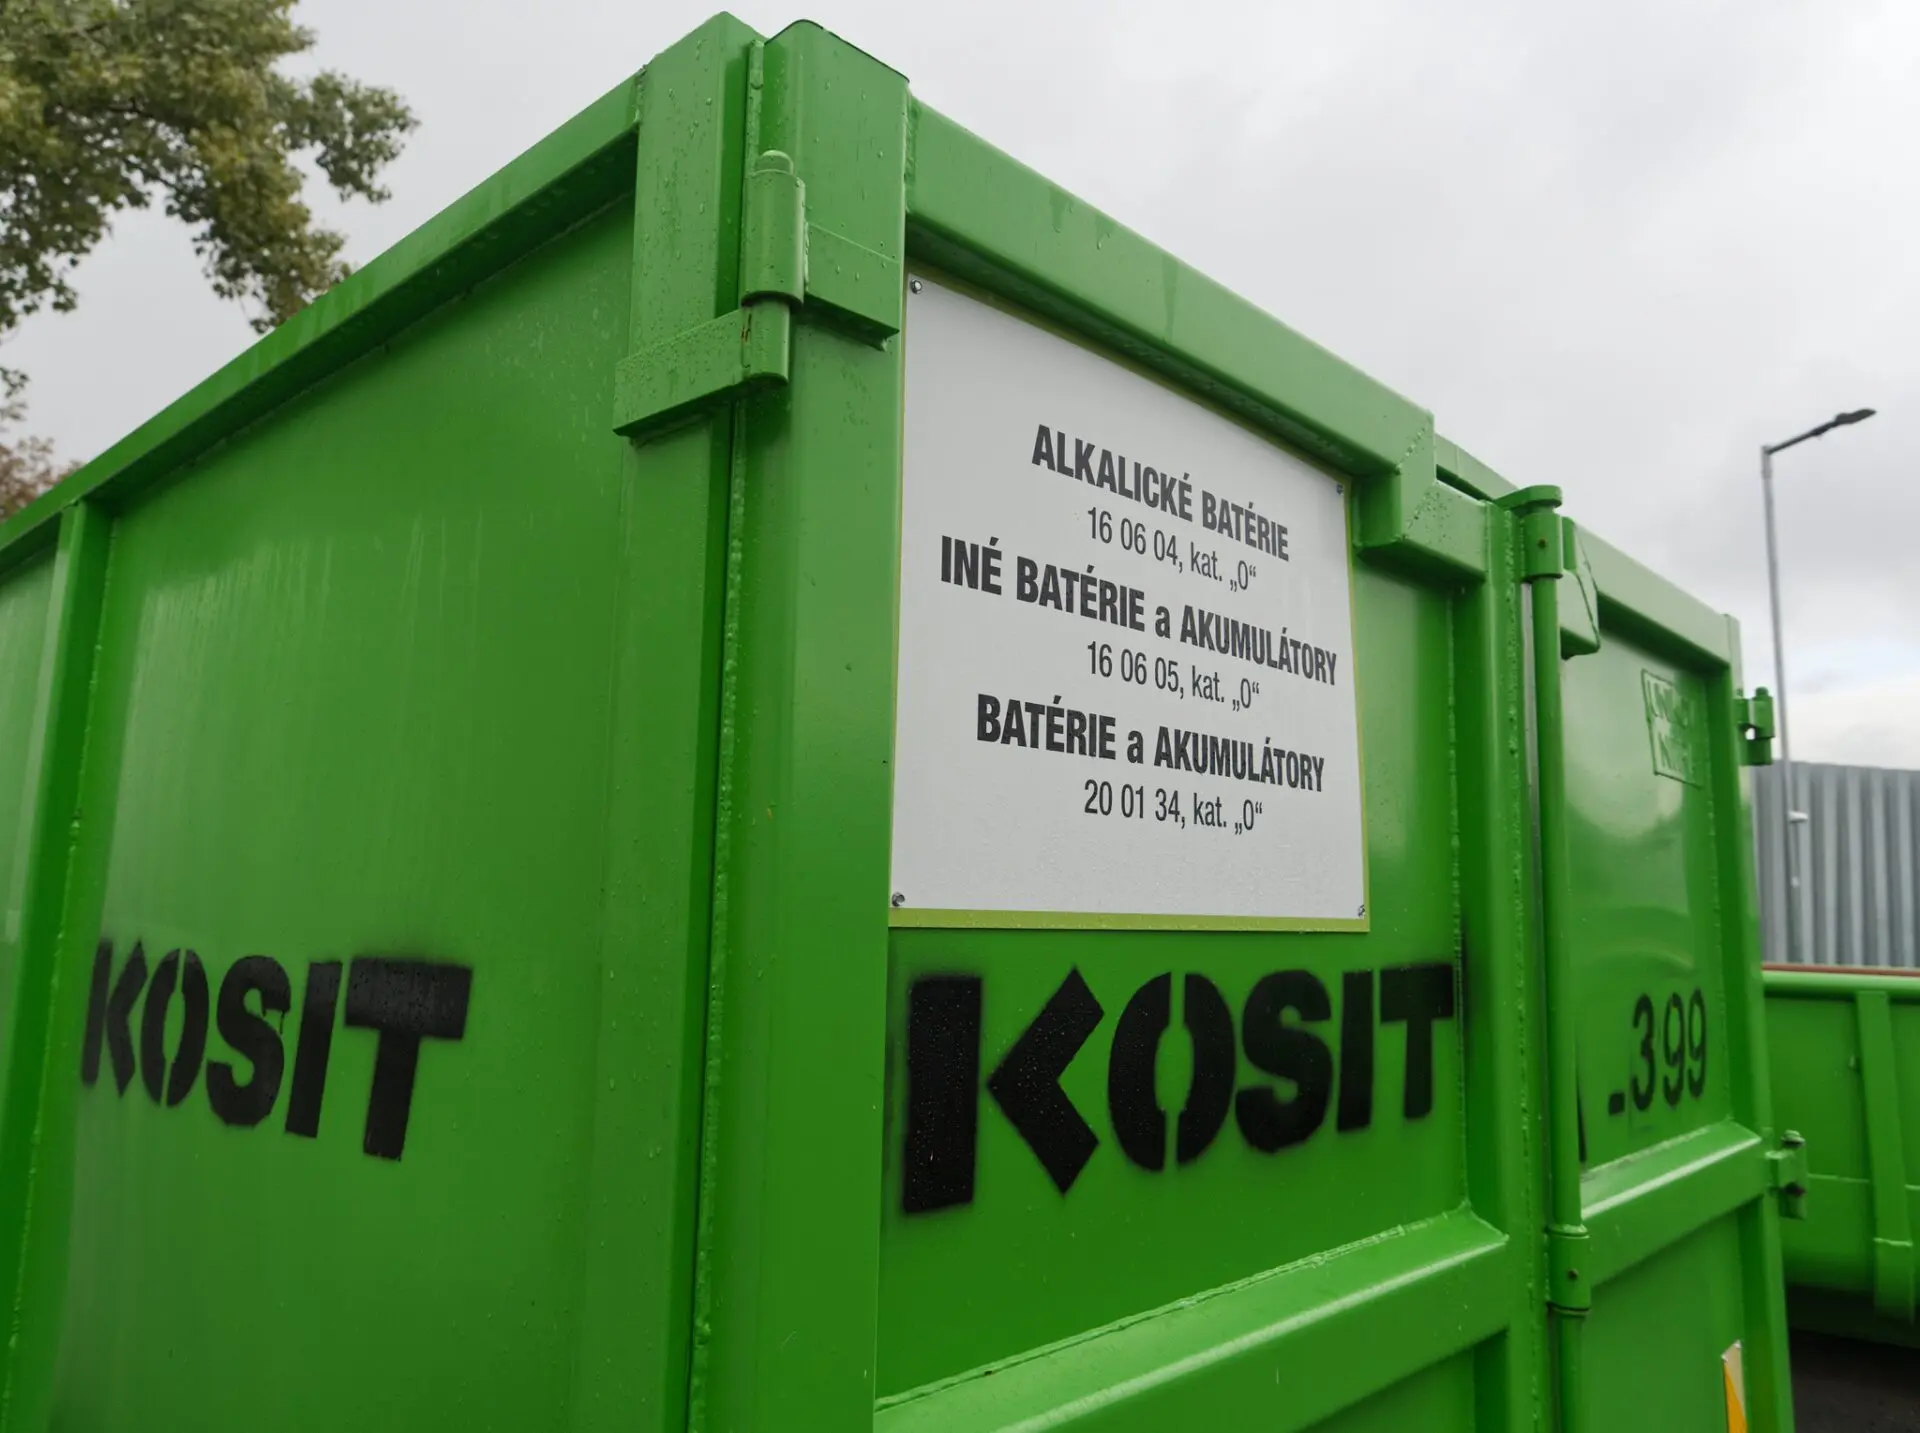 ALKALICKÉ BATÉRIE
16 06 04, kat. „O“
INÉ BATÉRIE a AKUMULÁTORY
16 06 05, kat. „O“
BATÉRIE a AKUMULÁTORY
20 01 34, kat. „O“
KOSIT
KOSIT
399